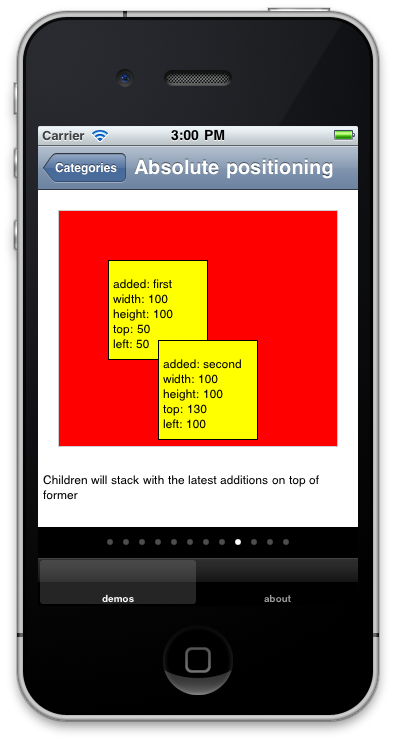 Carrier 3:00 PM
Categories Absolute positioning
added: first
width: 100
height: 100
top: 50
left: 50
added: second
width: 100
height: 100
top: 130
left: 100
Children will stack with the latest additions on top of
former
demos about